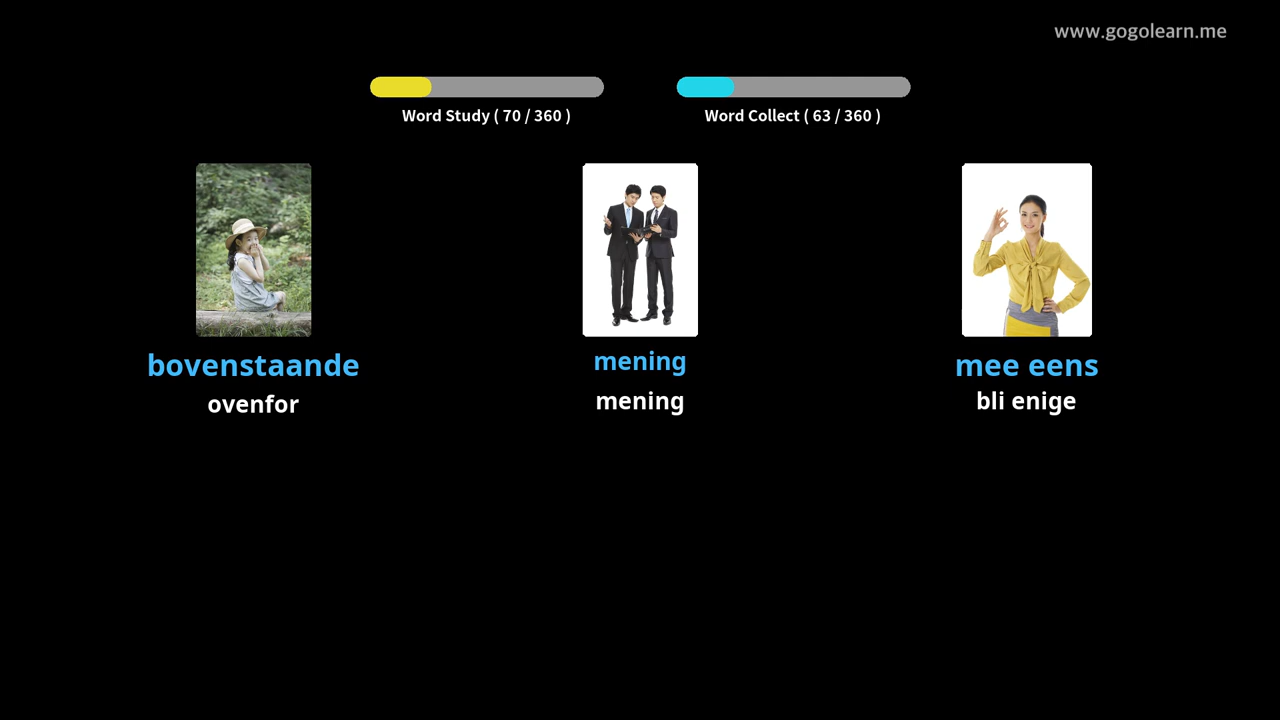 www.gogolearn.me
Word Study ( 70 / 360 )
Word Collect ( 63 / 360 )
bovenstaande
ovenfor
mening
mening
mee eens
bli enige